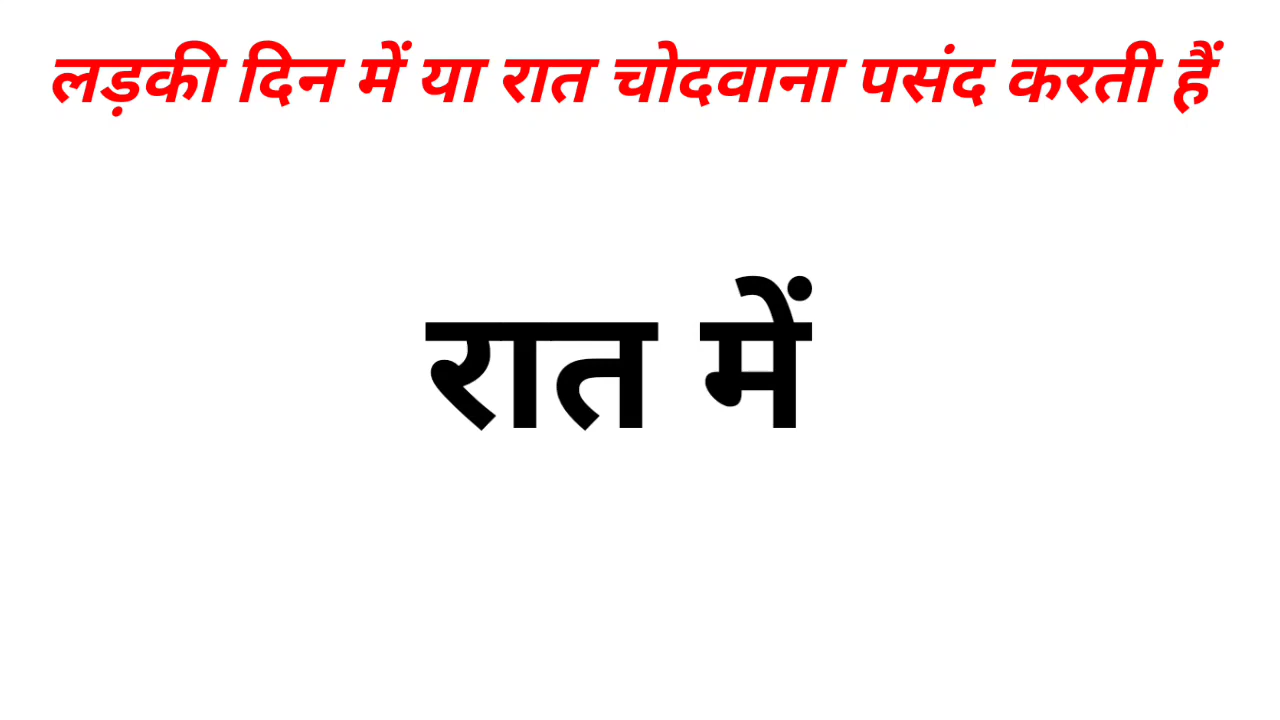 लड़की दिन में या रात चोदवाना पसंद करती हैं
रात में